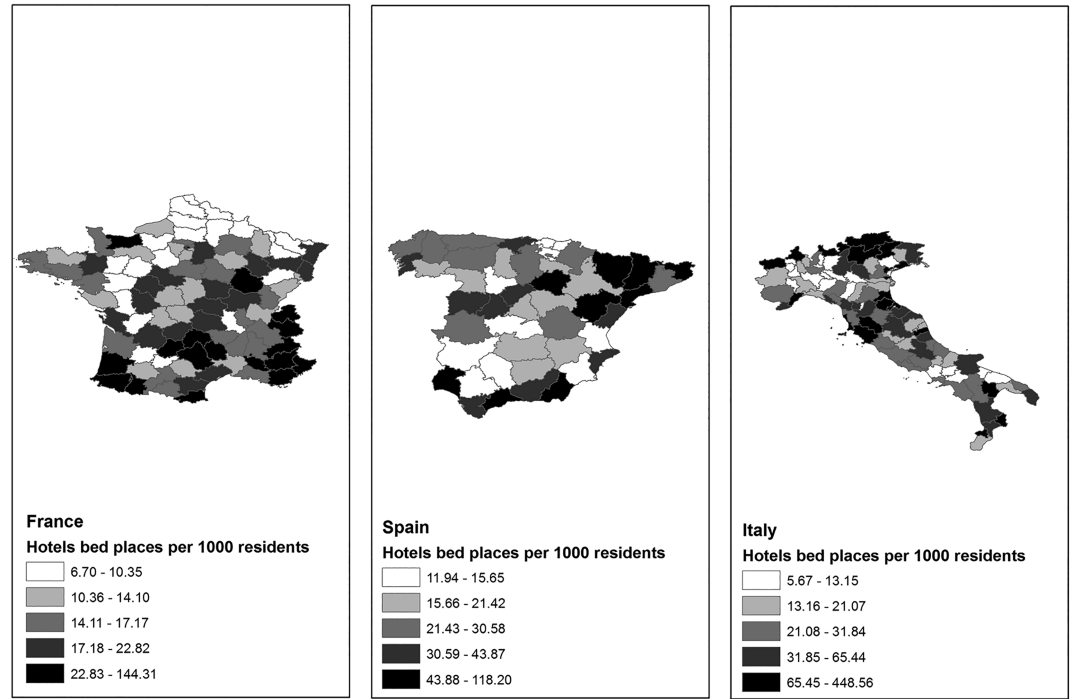 France
Hotels bed places per 1000 residents
6.70 - 10.35
10.36 - 14.10
14.11 - 17.17
17.18 - 22.82
22.83 - 144.31
Spain
Hotels bed places per 1000 residents
11.94 - 15.65
15.66 - 21.42
21.43 - 30.58
30.59 - 43.87
43.88 - 118.20
Italy
Hotels bed places per 1000 residents
5.67 - 13.15
13.16 - 21.07
21.08 - 31.84
31.85 - 65.44
65.45 - 448.56